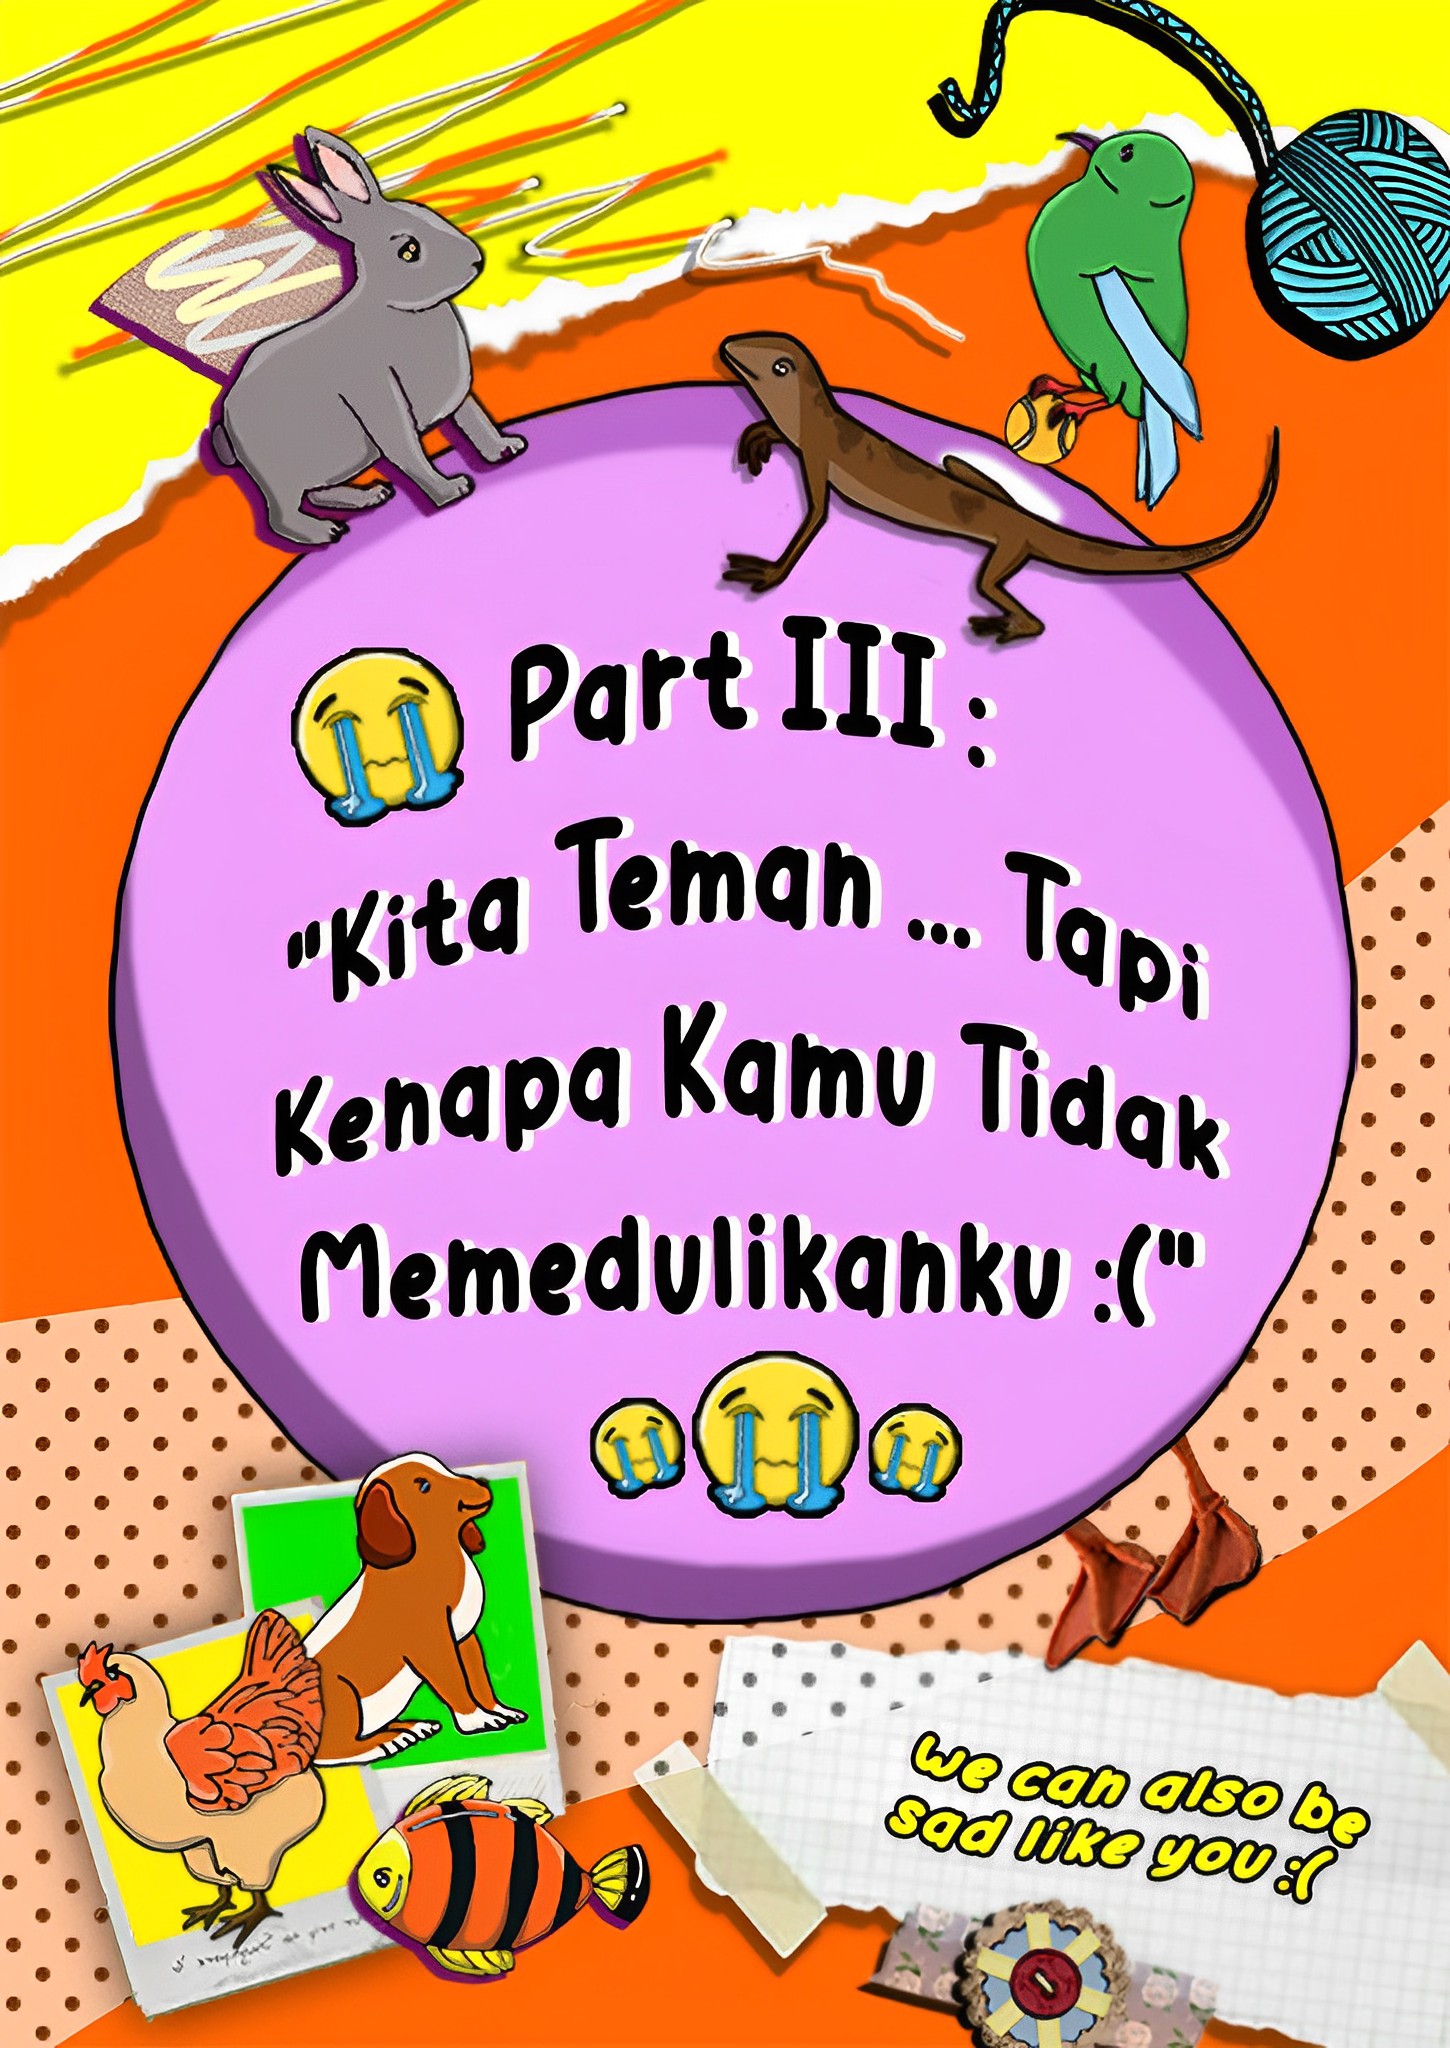 Part III :
"Kita Teman ... Tapi
Kenapa Kamu Tidak
Memedulikanku :("
we can also be
sad like you :(